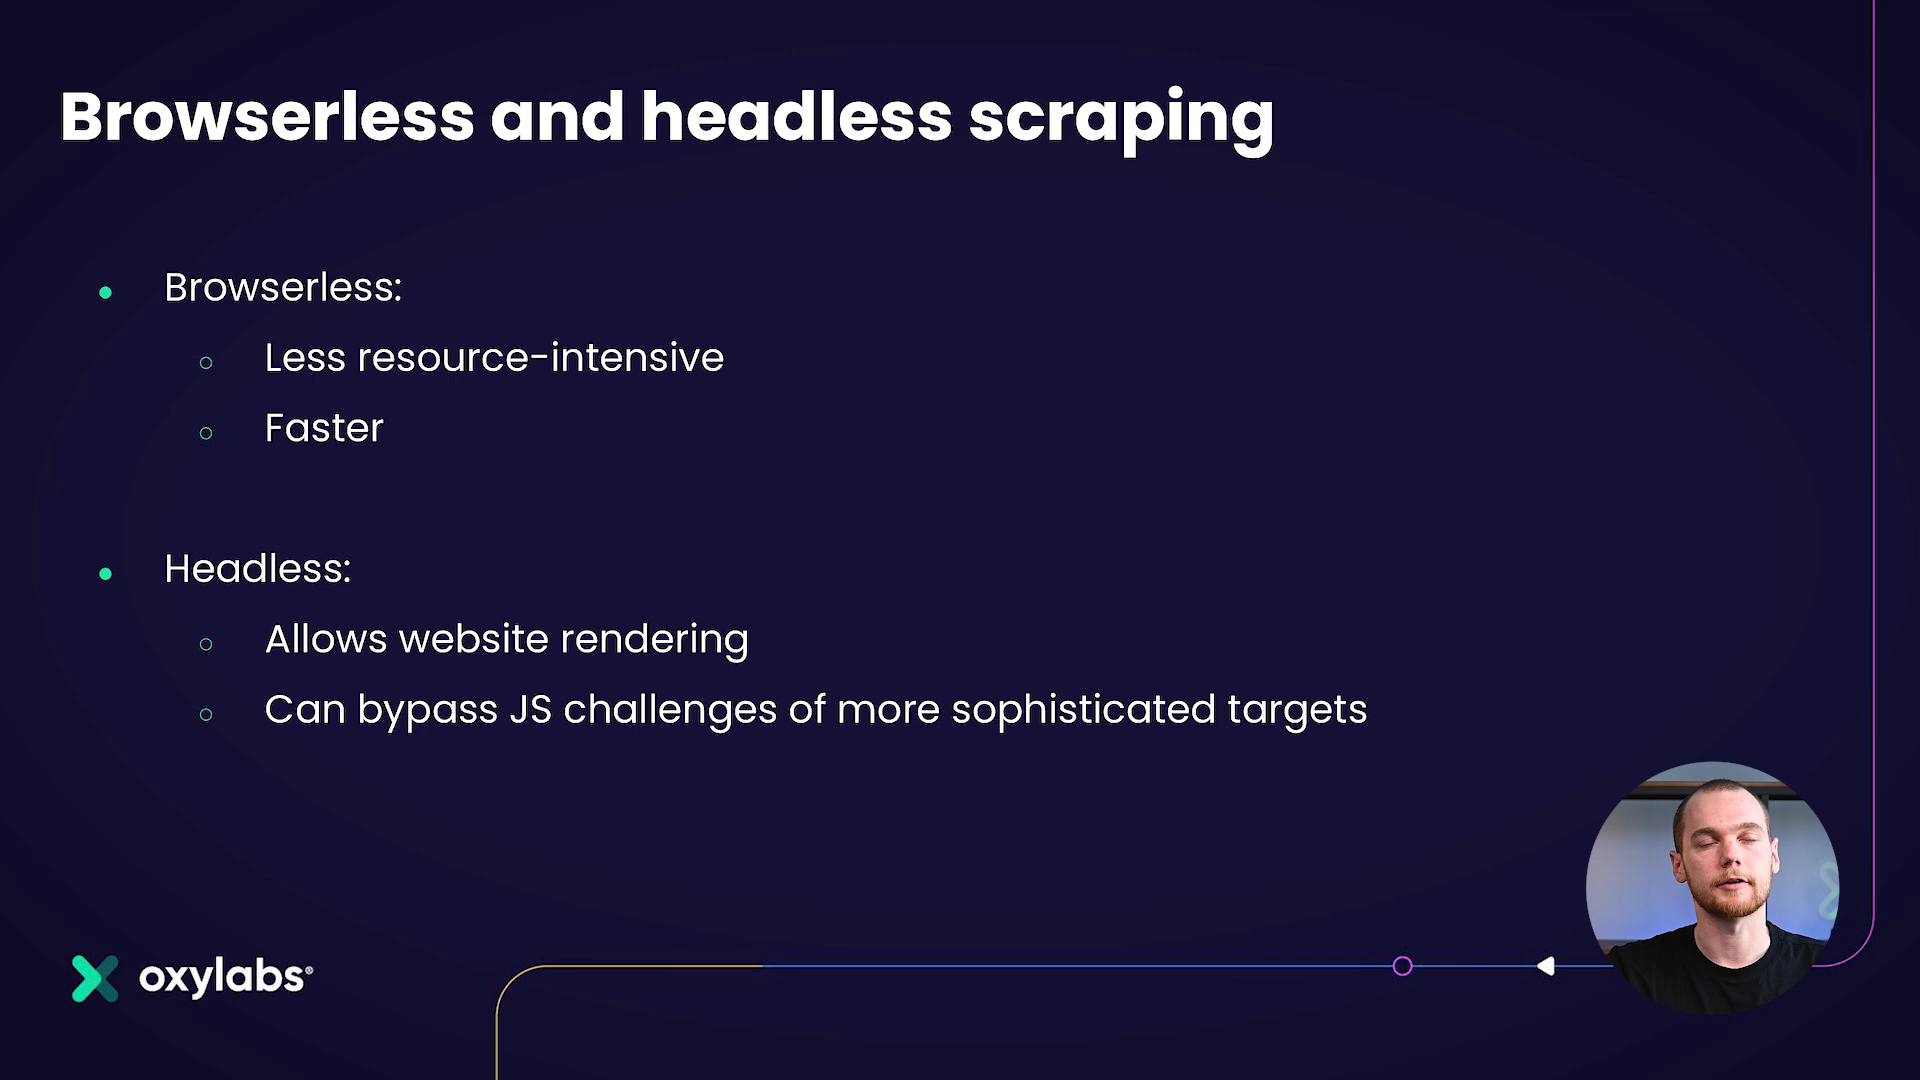 Browserless and headless scraping
Browserless:
Less resource-intensive
Faster
Headless:
Allows website rendering
Can bypass JS challenges of more sophisticated targets
oxylabs®